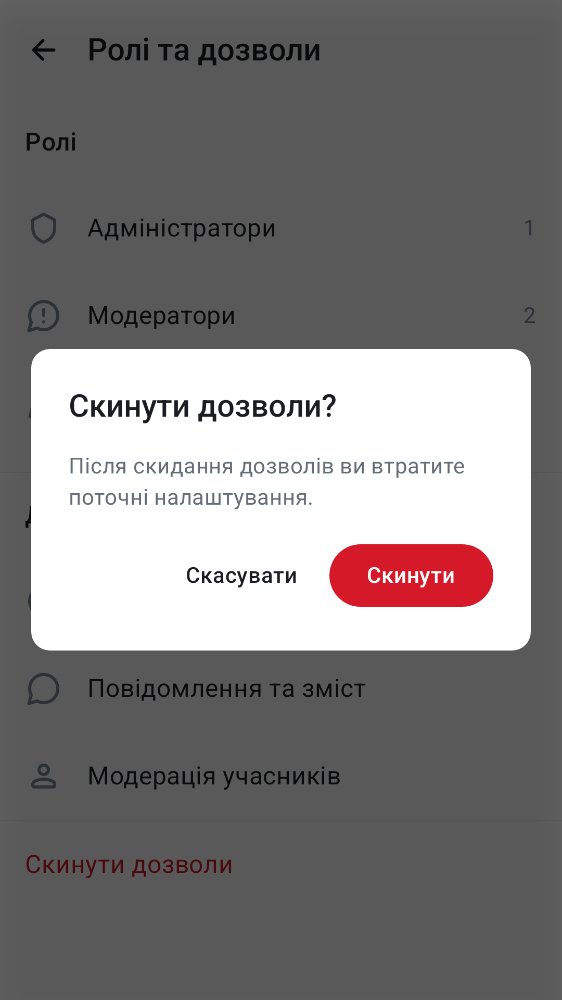 Ролі та дозволи
Ролі
Адміністратори 1
Модератори 2
Скинути дозволи?
Після скидання дозволів ви втратите
поточні налаштування.
Скасувати Скинути
Повідомлення та зміст
Модерація учасників
Скинути дозволи